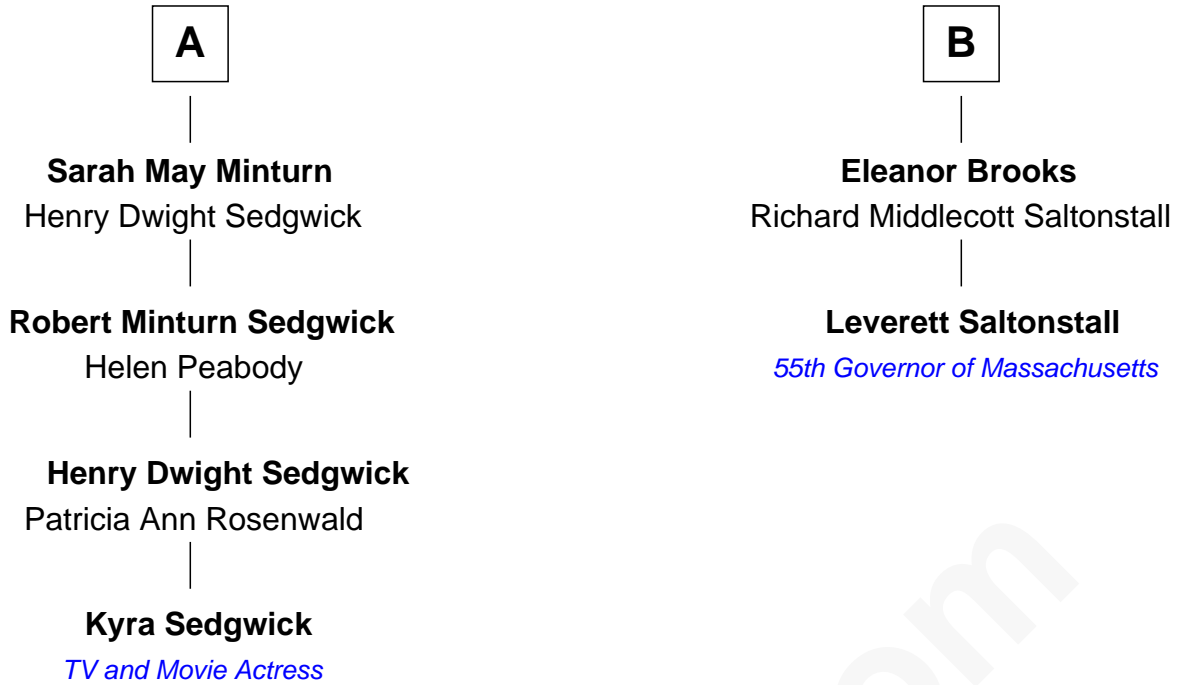 A
Sarah May Minturn
Henry Dwight Sedgwick
Robert Minturn Sedgwick
Helen Peabody
Henry Dwight Sedgwick
Patricia Ann Rosenwald
Kyra Sedgwick
TV and Movie Actress
B
Eleanor Brooks
Richard Middlecott Saltonstall
Leverett Saltonstall
55th Governor of Massachusetts
om